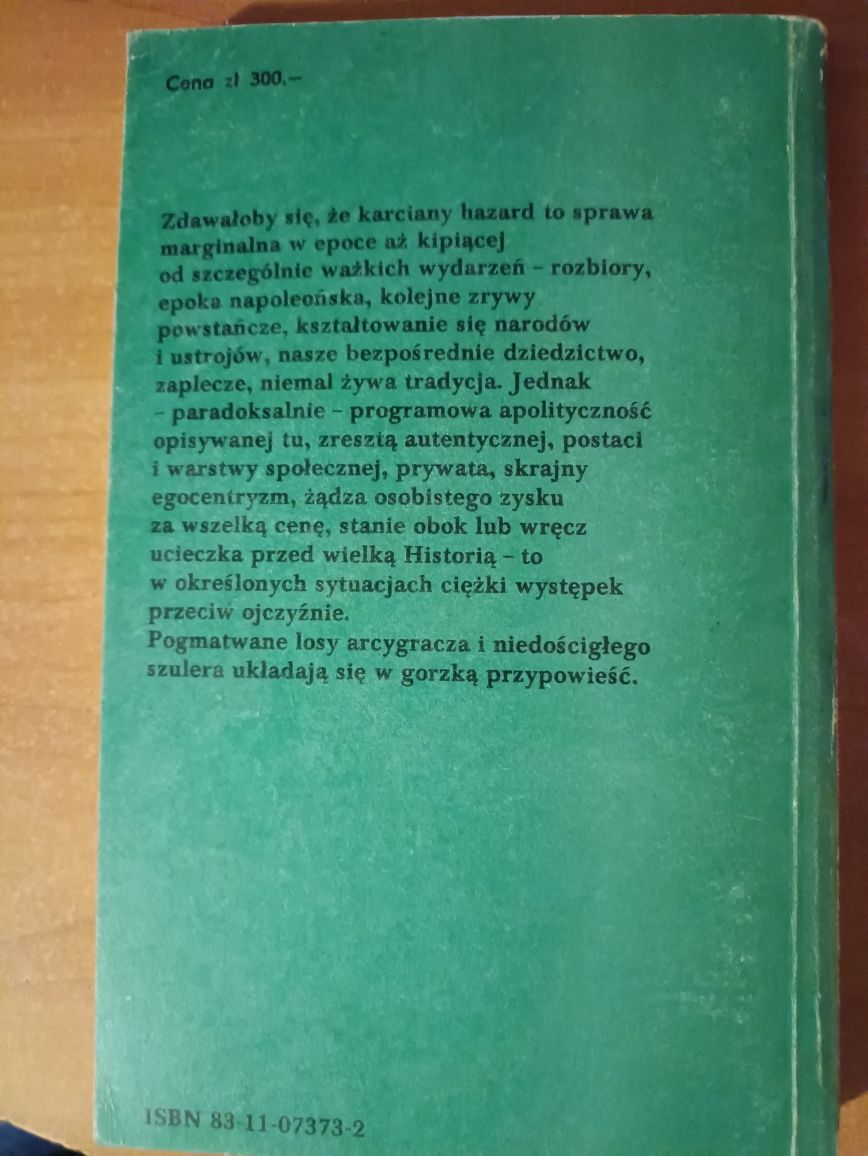 Cena zł 300,–
Zdawałoby się, że karciany hazard to sprawa
marginalna w epoce aż kipiącej
od szczególnie ważkich wydarzeń – rozbiory,
epoka napoleońska, kolejne zrywy
powstańcze, kształtowanie się narodów
i ustrojów, nasze bezpośrednie dziedzictwo,
zaplecze, niemal żywa tradycja. Jednak
– paradoksalnie – programowa apolityczność
opisywanej tu, zresztą autentycznej, postaci
i warstwy społecznej, prywata, skrajny
egocentryzm, żądza osobistego zysku
za wszelką cenę, stanie obok lub wręcz
ucieczka przed wielką Historią – to
w określonych sytuacjach ciężki występek
przeciw ojczyźnie.
Pogmatwane losy arcygracza i niedościgłego
szulera układają się w gorzką przypowieść.
ISBN 83-11-07373-2